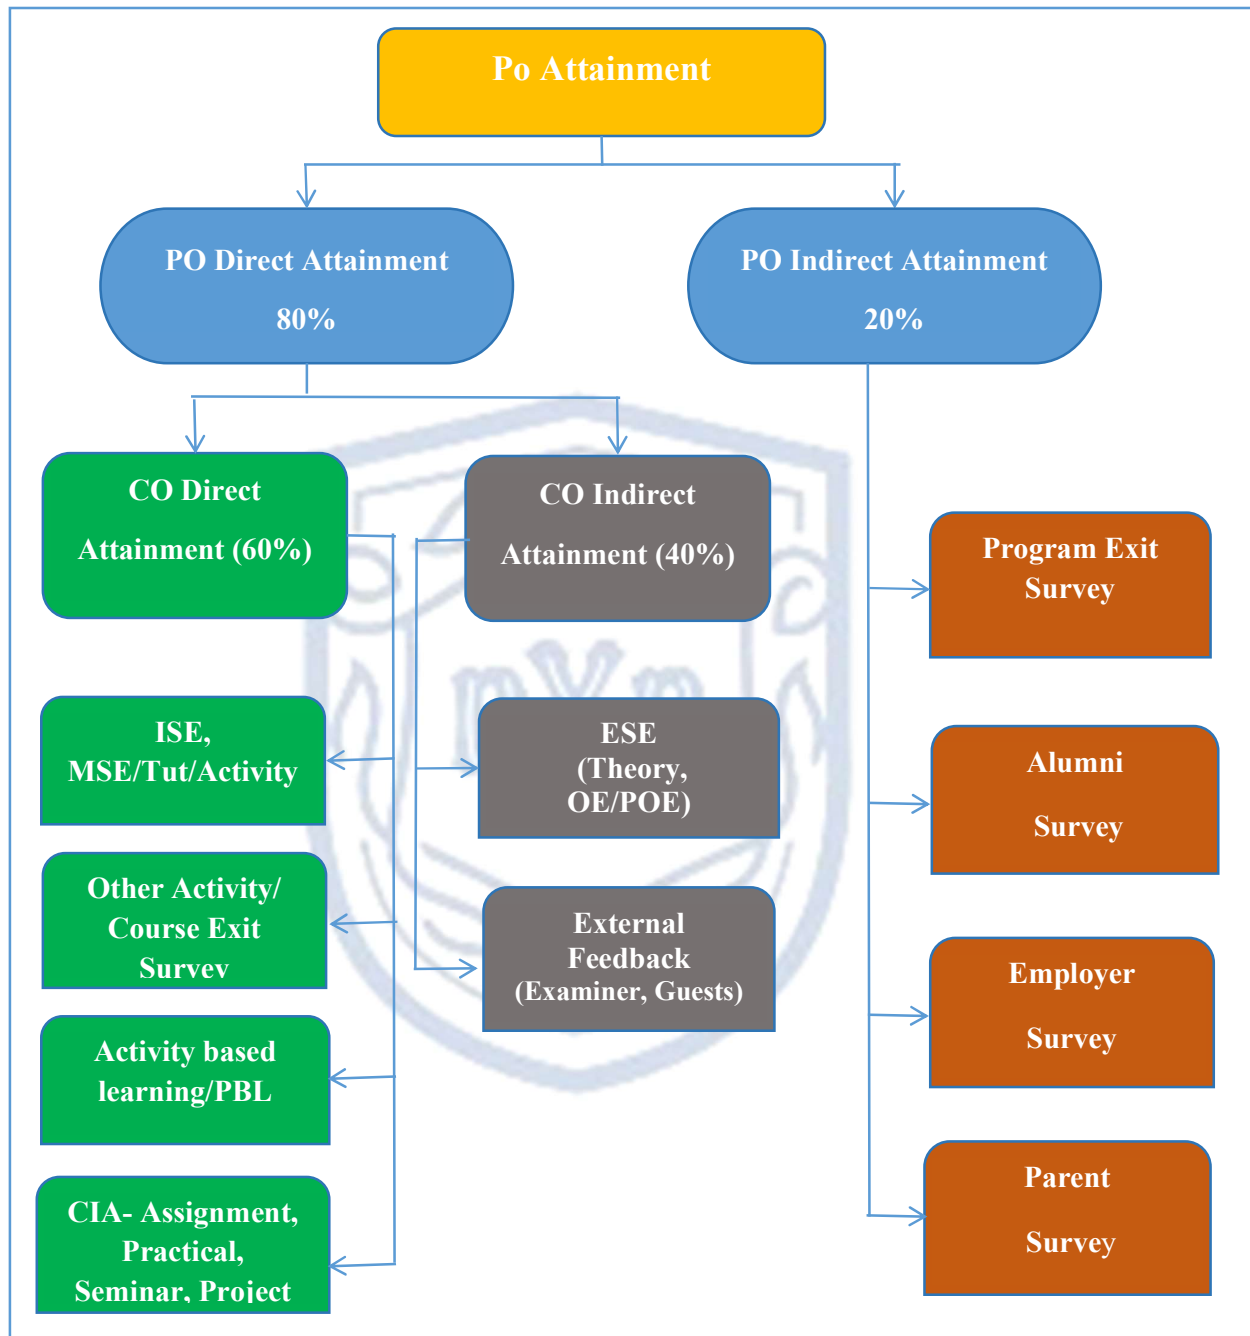 Po Attainment
PO Direct Attainment
80%
PO Indirect Attainment
20%
CO Direct
Attainment (60%)
CO Indirect
Attainment (40%)
Program Exit
Survey
ISE,
MSE/Tut/Activity
ESE
(Theory,
OE/POE)
Alumni
Survey
Other Activity/
Course Exit
Survey
External
Feedback
(Examiner, Guests)
Employer
Survey
Activity based
learning/PBL
Parent
Survey
CIA- Assignment,
Practical,
Seminar, Project